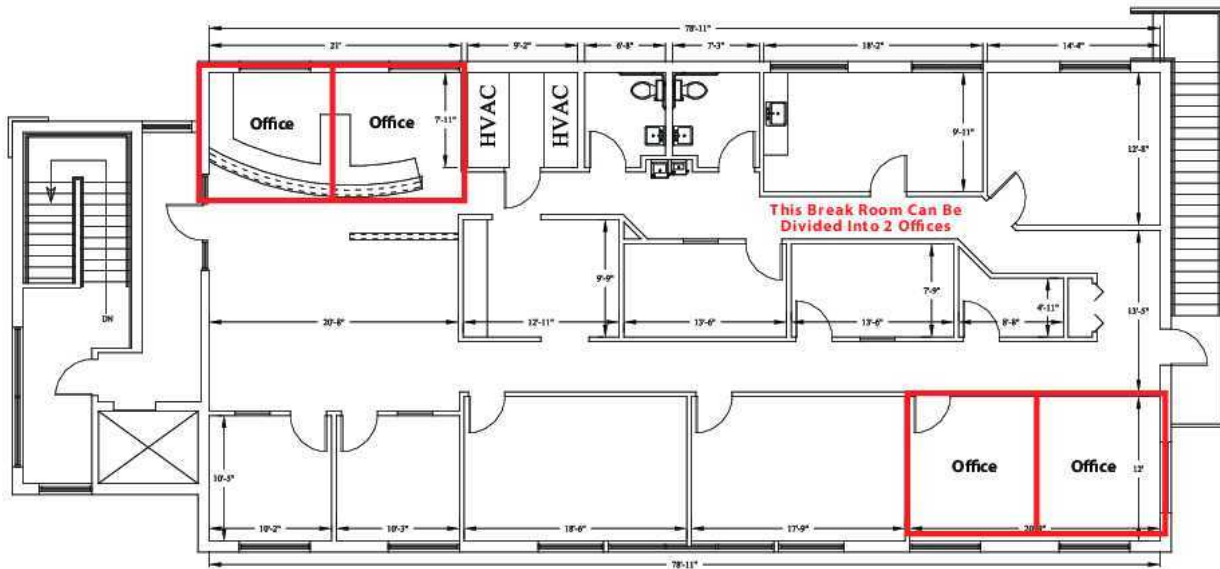 78'-11"
21'
9'-2"
6'-8"
7'-3"
18'-2"
14'-4"
Office
Office
7'-11"
HVAC
HVAC
9'-11"
12'-8"
This Break Room Can Be
Divided Into 2 Offices
9'-9"
7'-9"
4'-11"
13'-5"
DN
20'-8"
12'-11"
13'-6"
13'-6"
8'-8"
10'-5"
Office
Office
12'
10'-2"
10'-3"
18'-6"
17'-9"
78'-11"